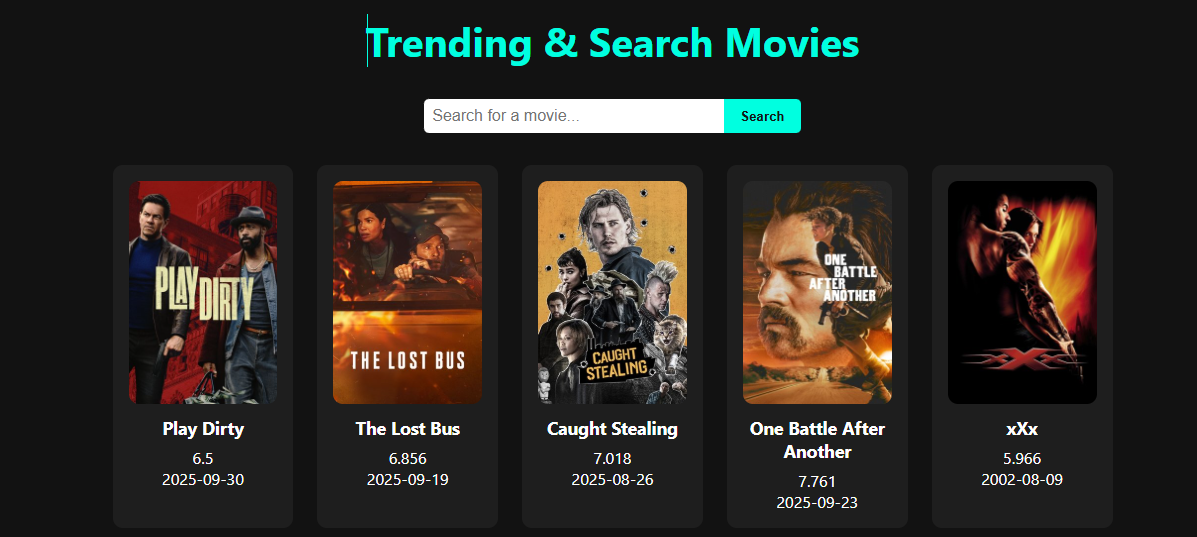 Trending & Search Movies
Search for a movie...
Search
PLAY DIRTY
THE LOST BUS
CAUGHT
STEALING
ONE
BATTLE
AFTER
ANOTHER
xXx
Play Dirty
6.5
2025-09-30
The Lost Bus
6.856
2025-09-19
Caught Stealing
7.018
2025-08-26
One Battle After
Another
7.761
2025-09-23
xXx
5.966
2002-08-09